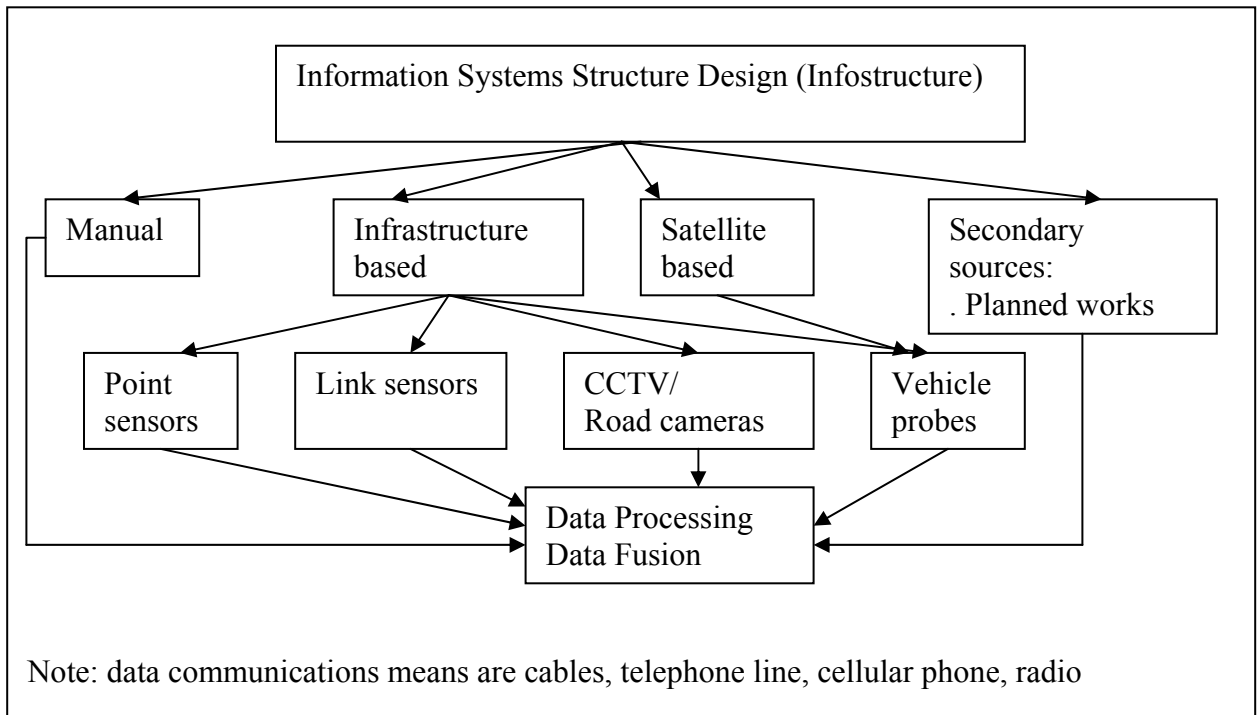 Information Systems Structure Design (Infostructure)
Manual
Infrastructure
based
Satellite
based
Secondary
sources:
. Planned works
Point
sensors
Link sensors
CCTV/
Road cameras
Vehicle
probes
Data Processing
Data Fusion
Note: data communications means are cables, telephone line, cellular phone, radio